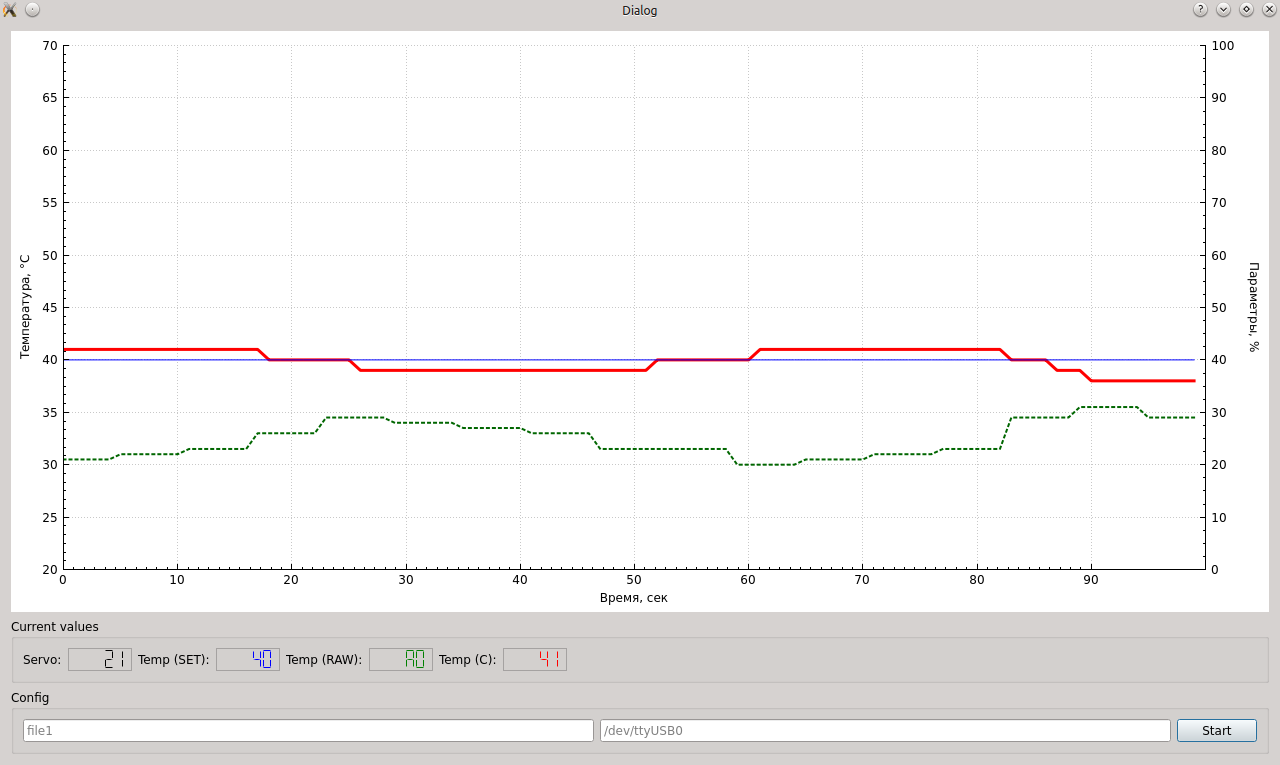 Dialog
70
65
60
55
50
45
40
35
30
25
20
Температура, °C
100
90
80
70
60
50
40
30
20
10
0
Параметры, %
0 10 20 30 40 50 60 70 80 90
Время, сек
Current values
Servo: 21 Temp (SET): 40 Temp (RAW): A0 Temp (C): 41
Config
file1 /dev/ttyUSB0 Start